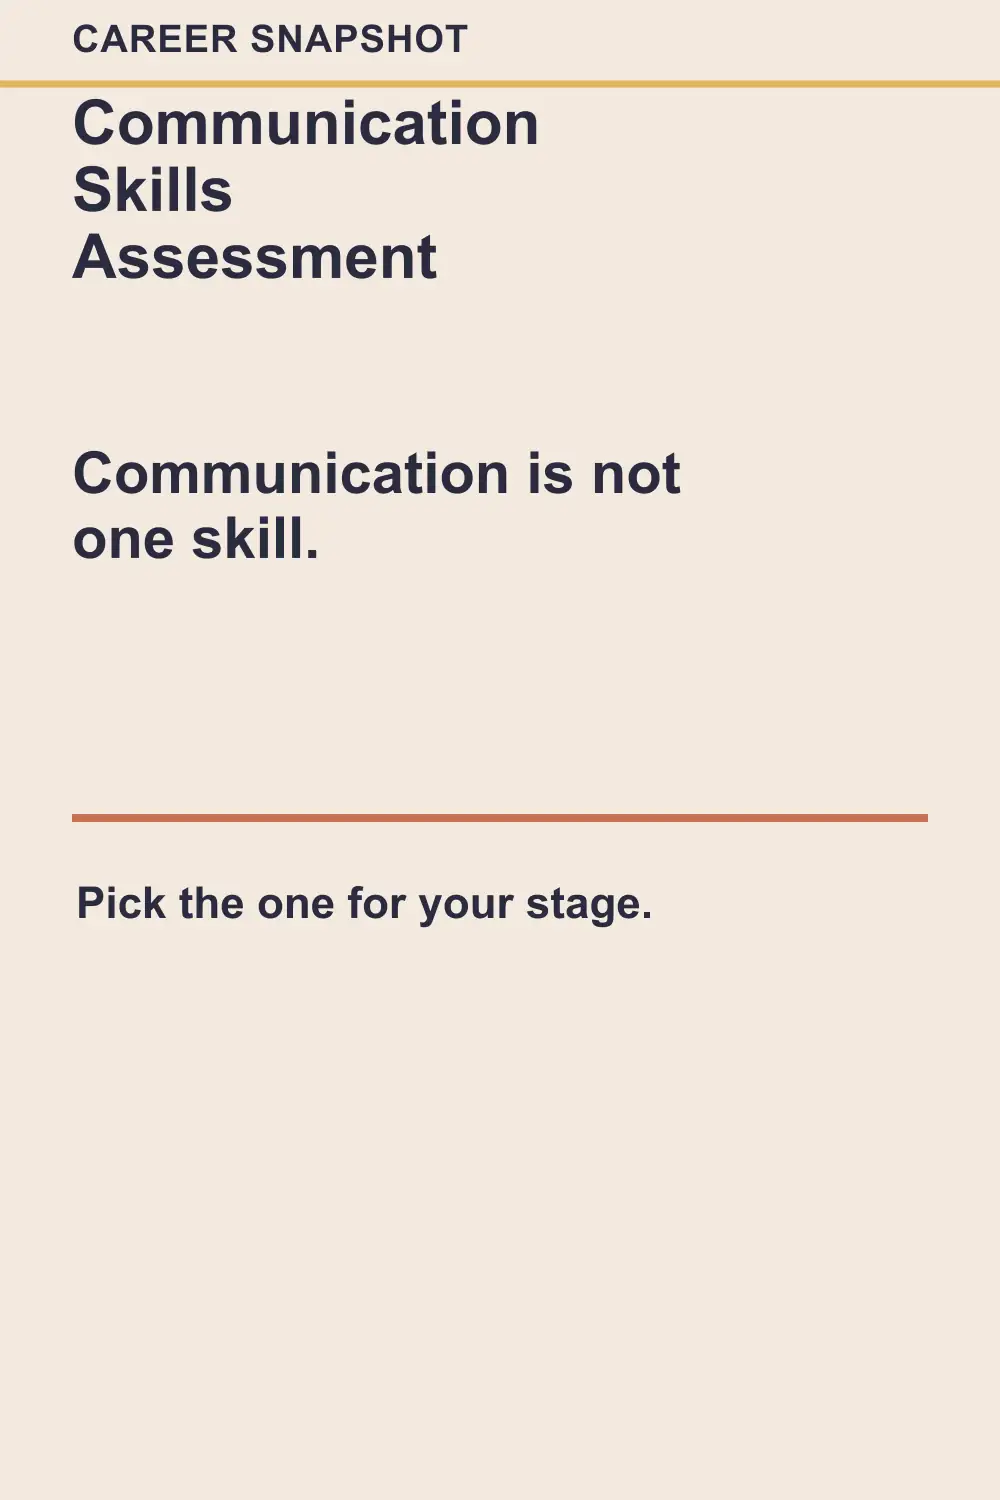 CAREER SNAPSHOT
Communication
Skills
Assessment
Communication is not
one skill.
Pick the one for your stage.